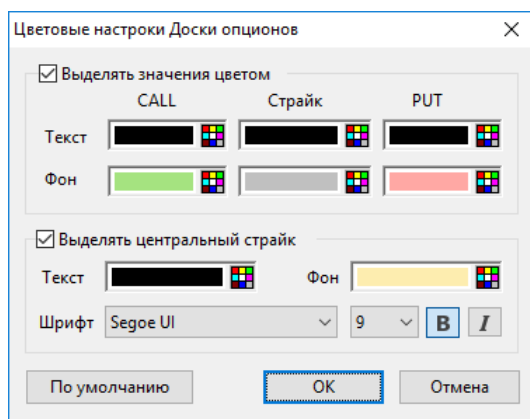 Цветовые настройки Доски опционов
Выделять значения цветом
CALL Страйк PUT
Текст
Фон
Выделять центральный страйк
Текст Фон
Шрифт Segoe UI 9 B I
По умолчанию OK Отмена